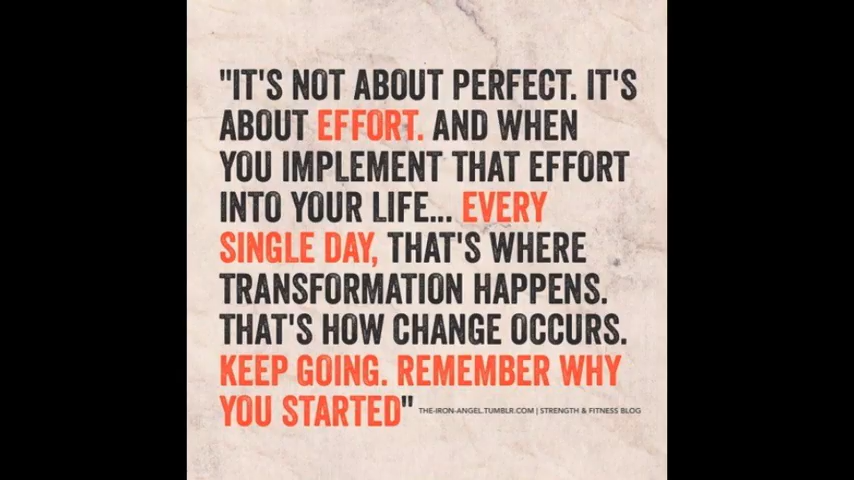 "IT'S NOT ABOUT PERFECT. IT'S
ABOUT EFFORT. AND WHEN
YOU IMPLEMENT THAT EFFORT
INTO YOUR LIFE... EVERY
SINGLE DAY, THAT'S WHERE
TRANSFORMATION HAPPENS.
THAT'S HOW CHANGE OCCURS.
KEEP GOING. REMEMBER WHY
YOU STARTED" THE-IRON-ANGEL.TUMBLR.COM | STRENGTH & FITNESS BLOG